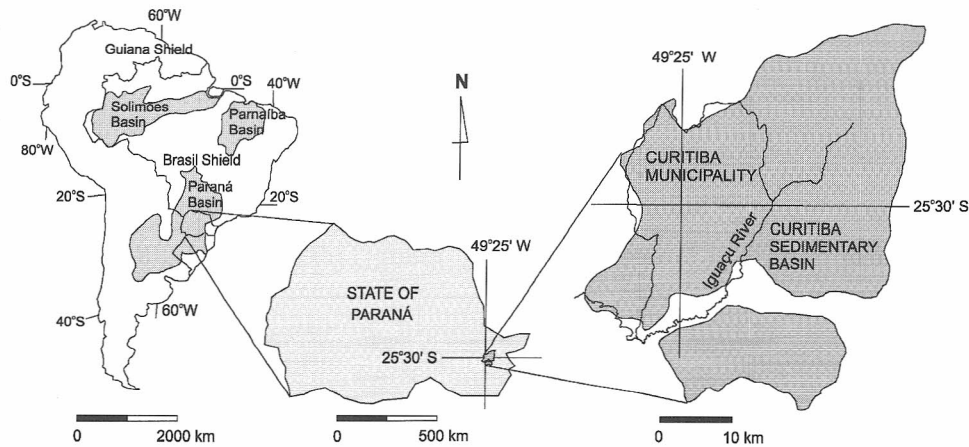 60°W
Guiana Shield
0°S
0°S
40°W
Solimões
Basin
Parnaíba
Basin
80°W
Brasil Shield
20°S
Paraná
Basin
20°S
60°W
40°S
0
2000 km
N
49°25' W
STATE OF
PARANÁ
25°30' S
0
500 km
49°25' W
CURITIBA
MUNICIPALITY
25°30' S
Iguaçu River
CURITIBA
SEDIMENTARY
BASIN
0
10 km